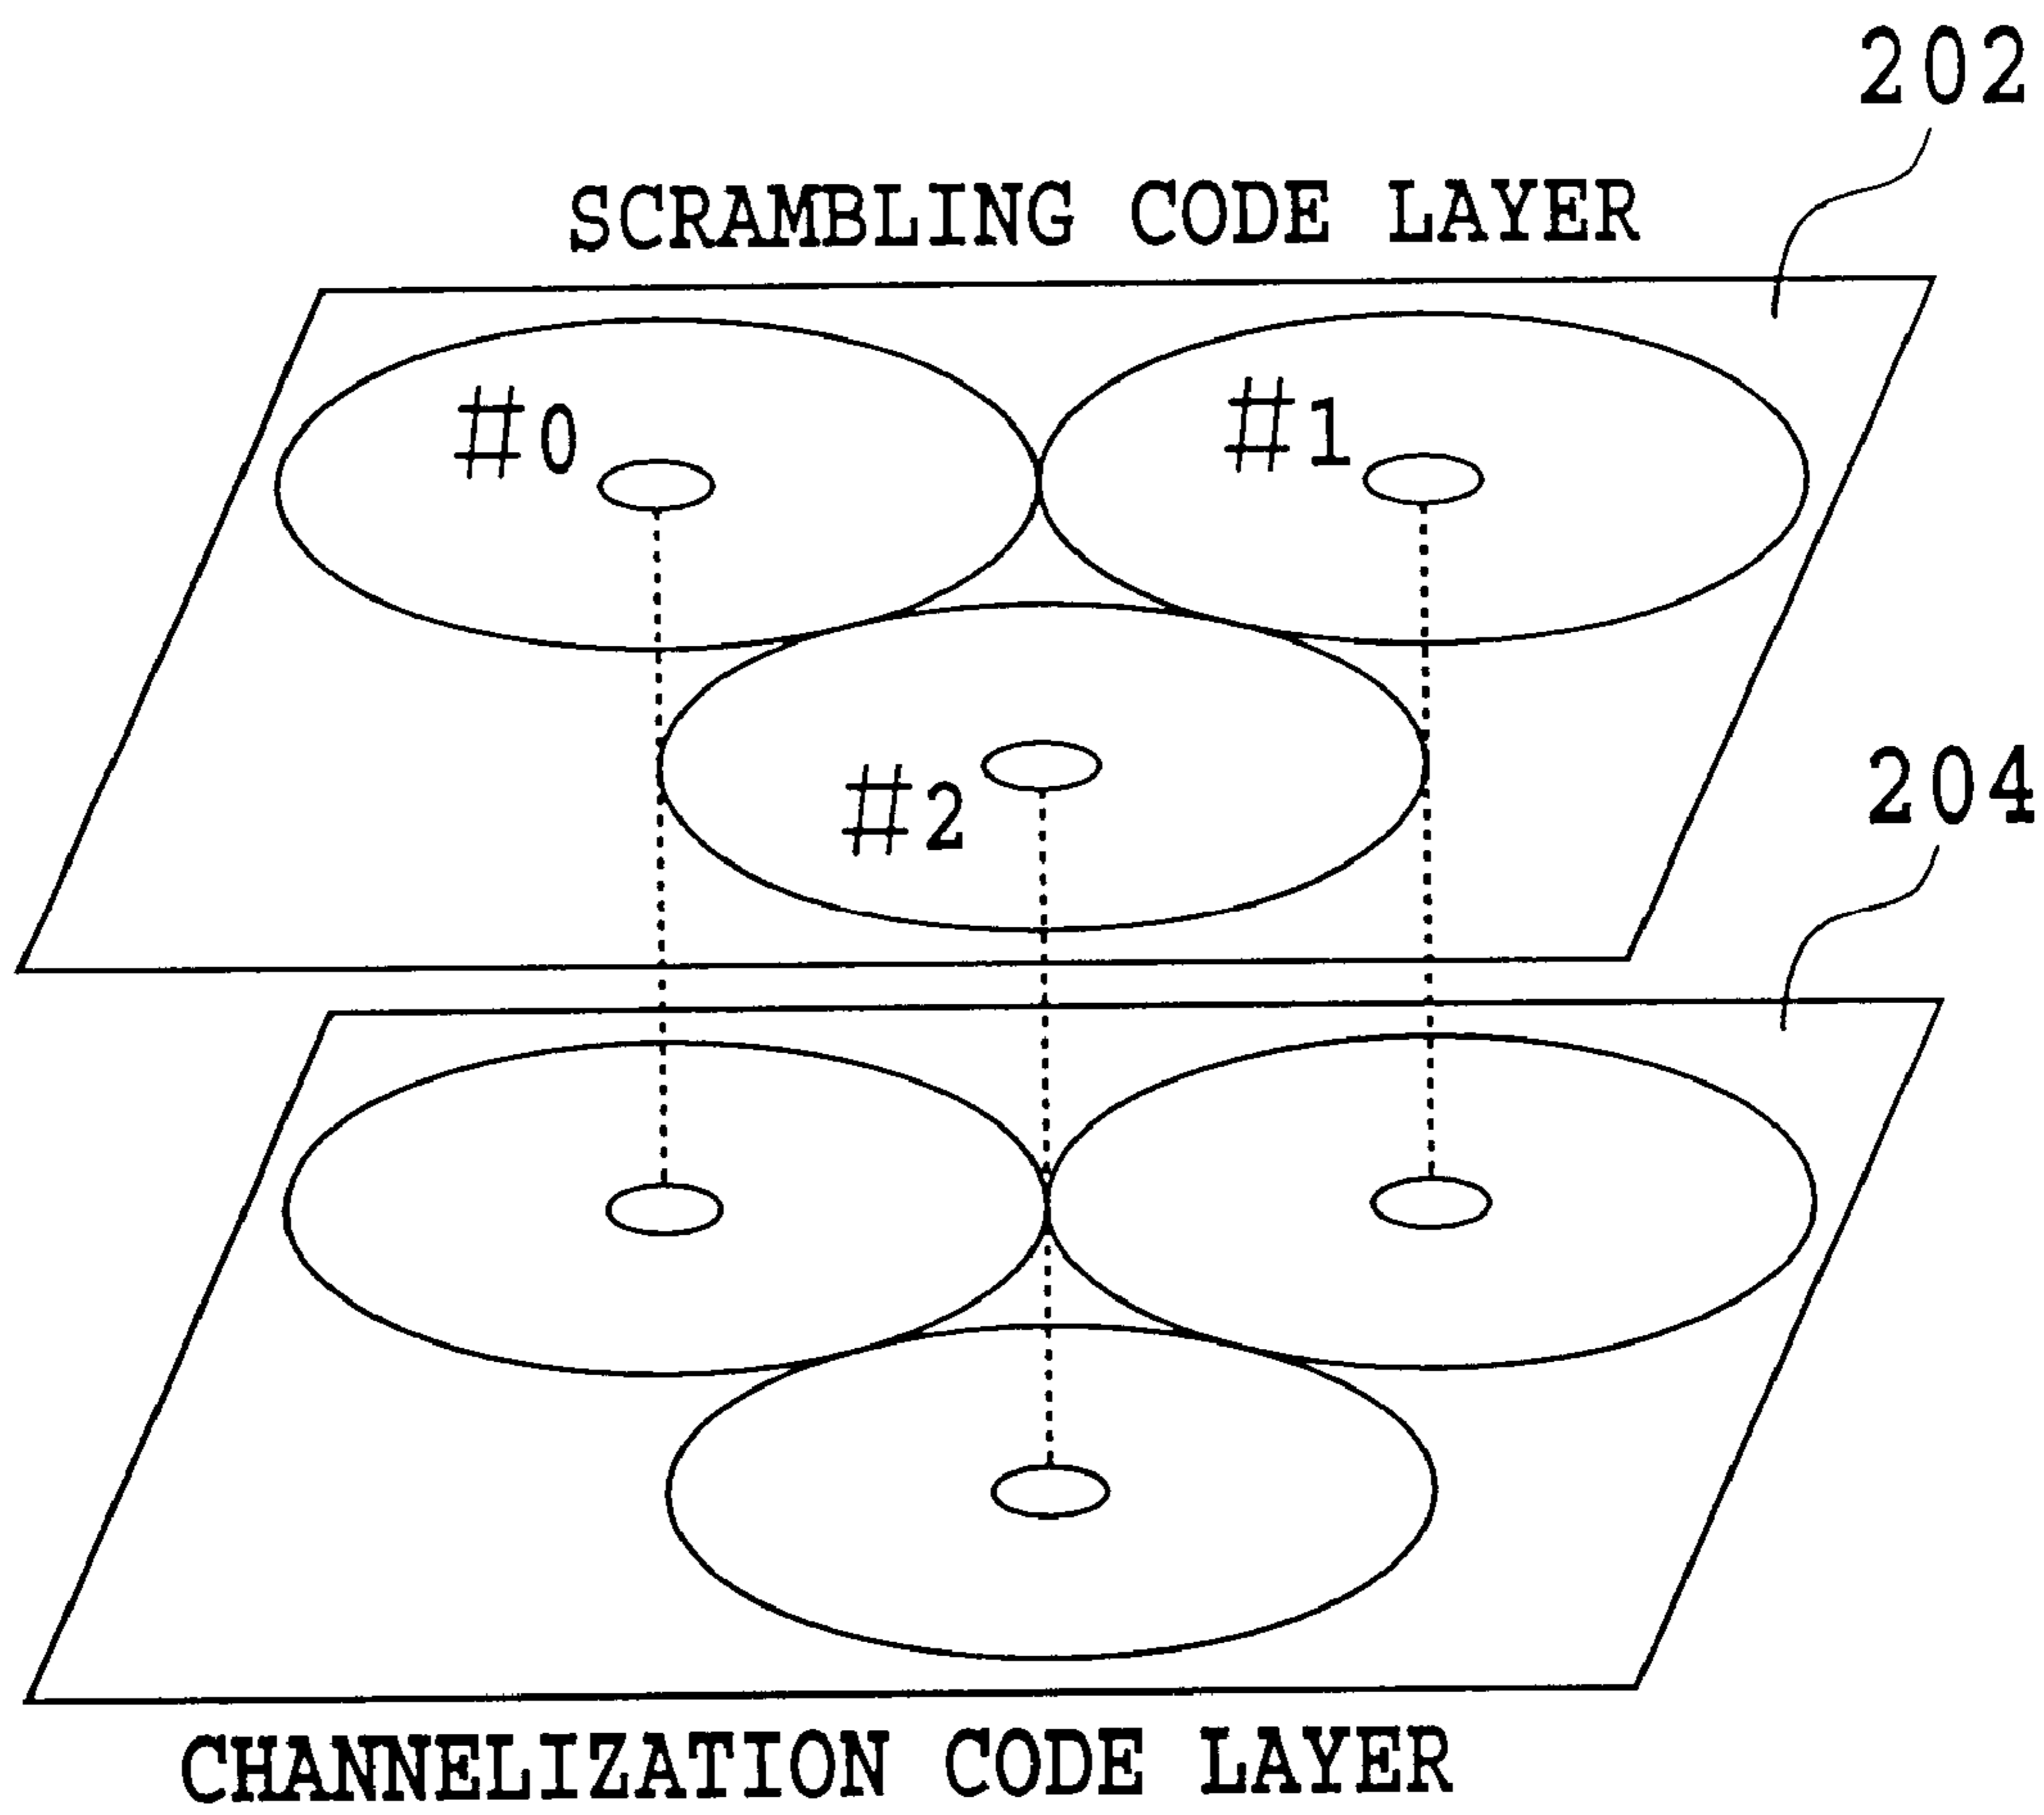 202
SCRAMBLING CODE LAYER
#0
#1
#2
204
CHANNELIZATION CODE LAYER